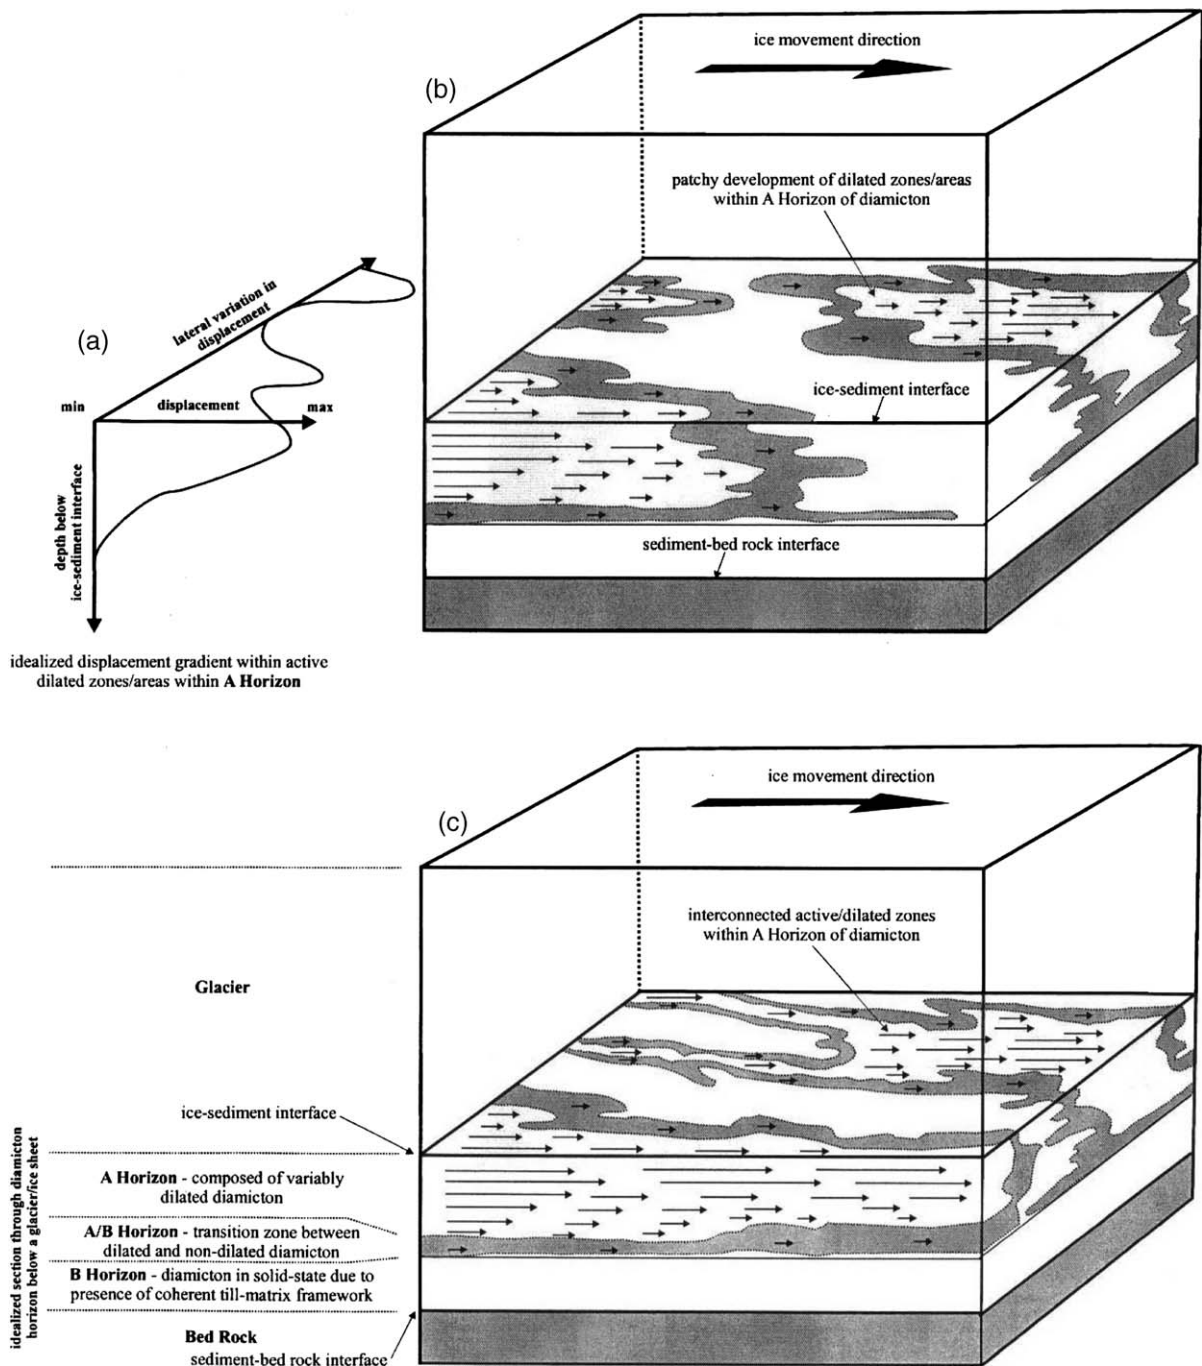 (b)
ice movement direction
patchy development of dilated zones/areas
within A Horizon of diamicton
(a)
lateral variation in
displacement
min
displacement
max
depth below
ice-sediment interface
ice-sediment interface
sediment-bed rock interface
idealized displacement gradient within active
dilated zones/areas within A Horizon
(c)
ice movement direction
interconnected active/dilated zones
within A Horizon of diamicton
Glacier
ice-sediment interface
idealized section through diamicton
horizon below a glacier/ice sheet
A Horizon - composed of variably
dilated diamicton
A/B Horizon - transition zone between
dilated and non-dilated diamicton
B Horizon - diamicton in solid-state due to
presence of coherent till-matrix framework
Bed Rock
sediment-bed rock interface